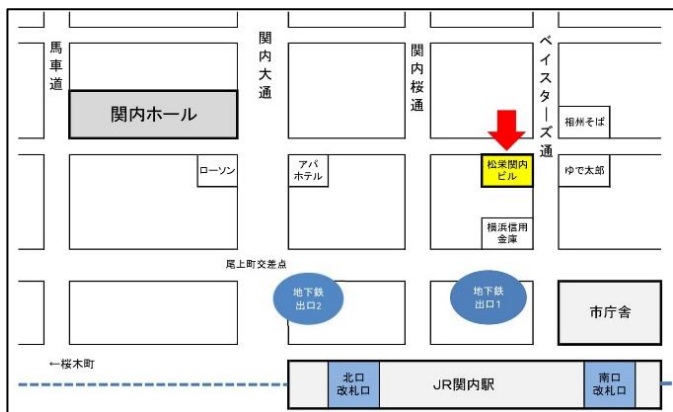 馬車道
関内大通
関内桜通
ベイスターズ通
関内ホール
相州そば
ローソン
アパ
ホテル
松栄関内
ビル
ゆで太郎
横浜信用
金庫
尾上町交差点
地下鉄
出口2
地下鉄
出口1
市庁舎
←桜木町
北口
改札口
JR関内駅
南口
改札口